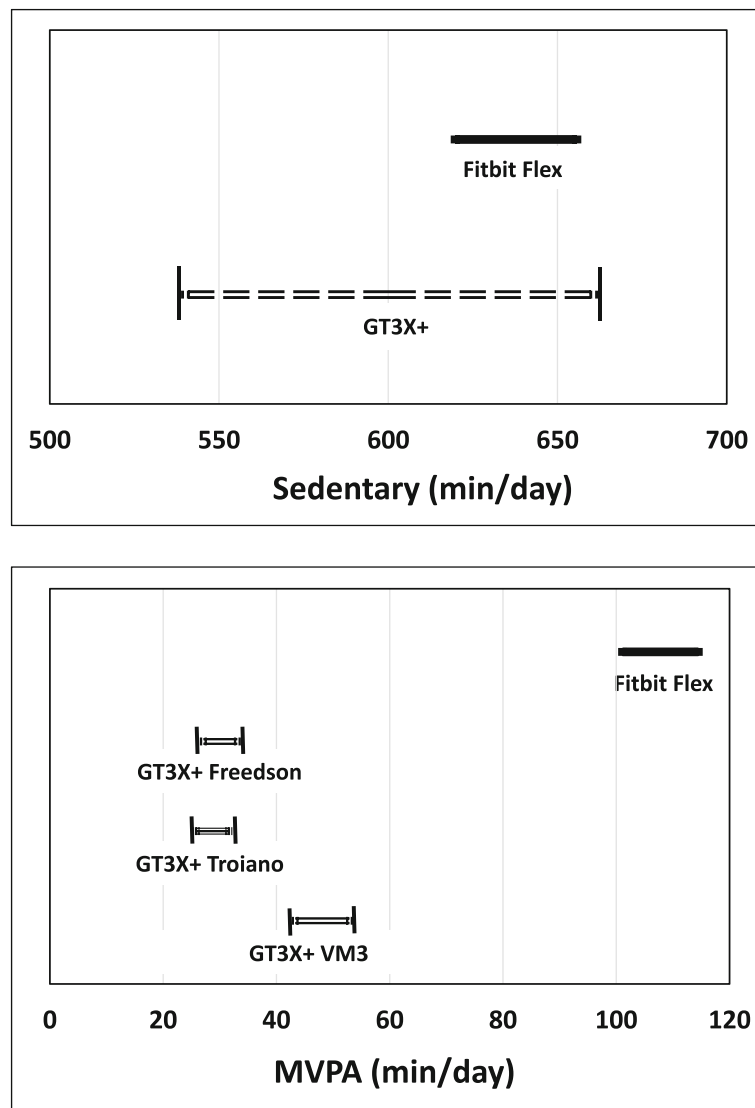 Fitbit Flex
GT3X+
500 550 600 650 700
Sedentary (min/day)
Fitbit Flex
GT3X+ Freedson
GT3X+ Troiano
GT3X+ VM3
0 20 40 60 80 100 120
MVPA (min/day)